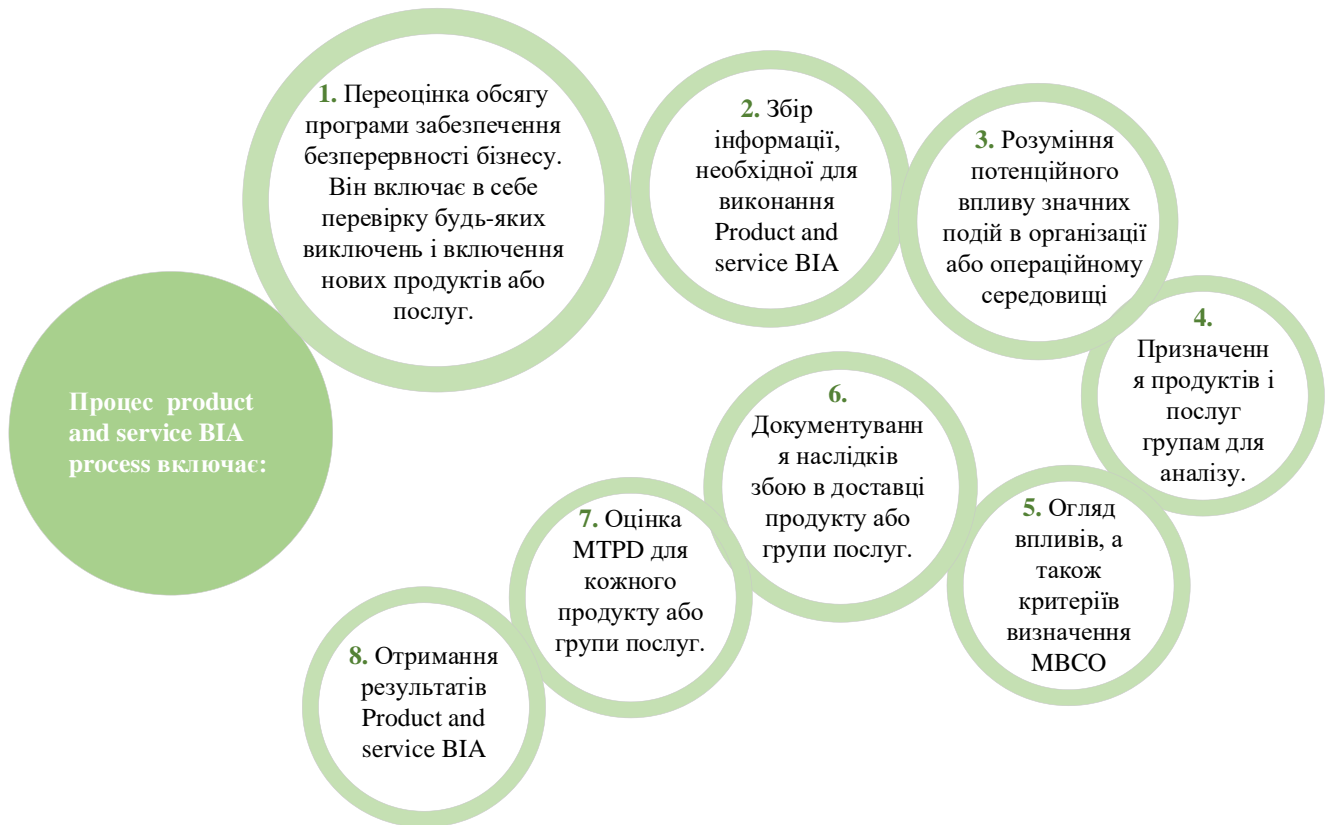 Процес product
and service BIA
process включає:
1. Переоцінка обсягу
програми забезпечення
безперервності бізнесу.
Він включає в себе
перевірку будь-яких
виключень і включення
нових продуктів або
послуг.
2. Збір
інформації,
необхідної для
виконання
Product and
service BIA
3. Розуміння
потенційного
впливу значних
подій в організації
або операційному
середовищі
4.
Призначенн
я продуктів і
послуг
групам для
аналізу.
5. Огляд
впливів, а
також
критеріїв
визначення
MBCO
6.
Документуванн
я наслідків
збою в доставці
продукту або
групи послуг.
7. Оцінка
MTPD для
кожного
продукту або
групи послуг.
8. Отримання
результатів
Product and
service BIA